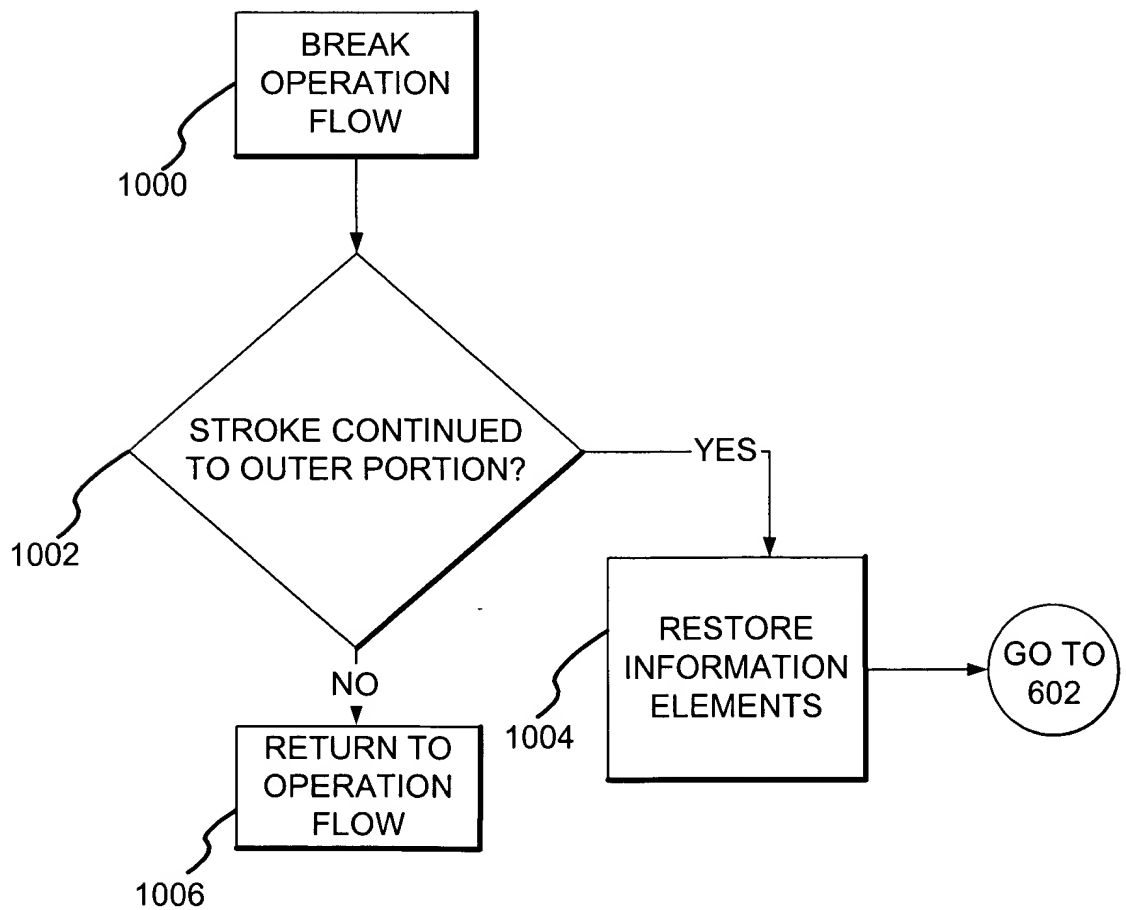 BREAK
OPERATION
FLOW
1000
STROKE CONTINUED
TO OUTER PORTION?
1002
YES
NO
RESTORE
INFORMATION
ELEMENTS
1004
GO TO
602
RETURN TO
OPERATION
FLOW
1006